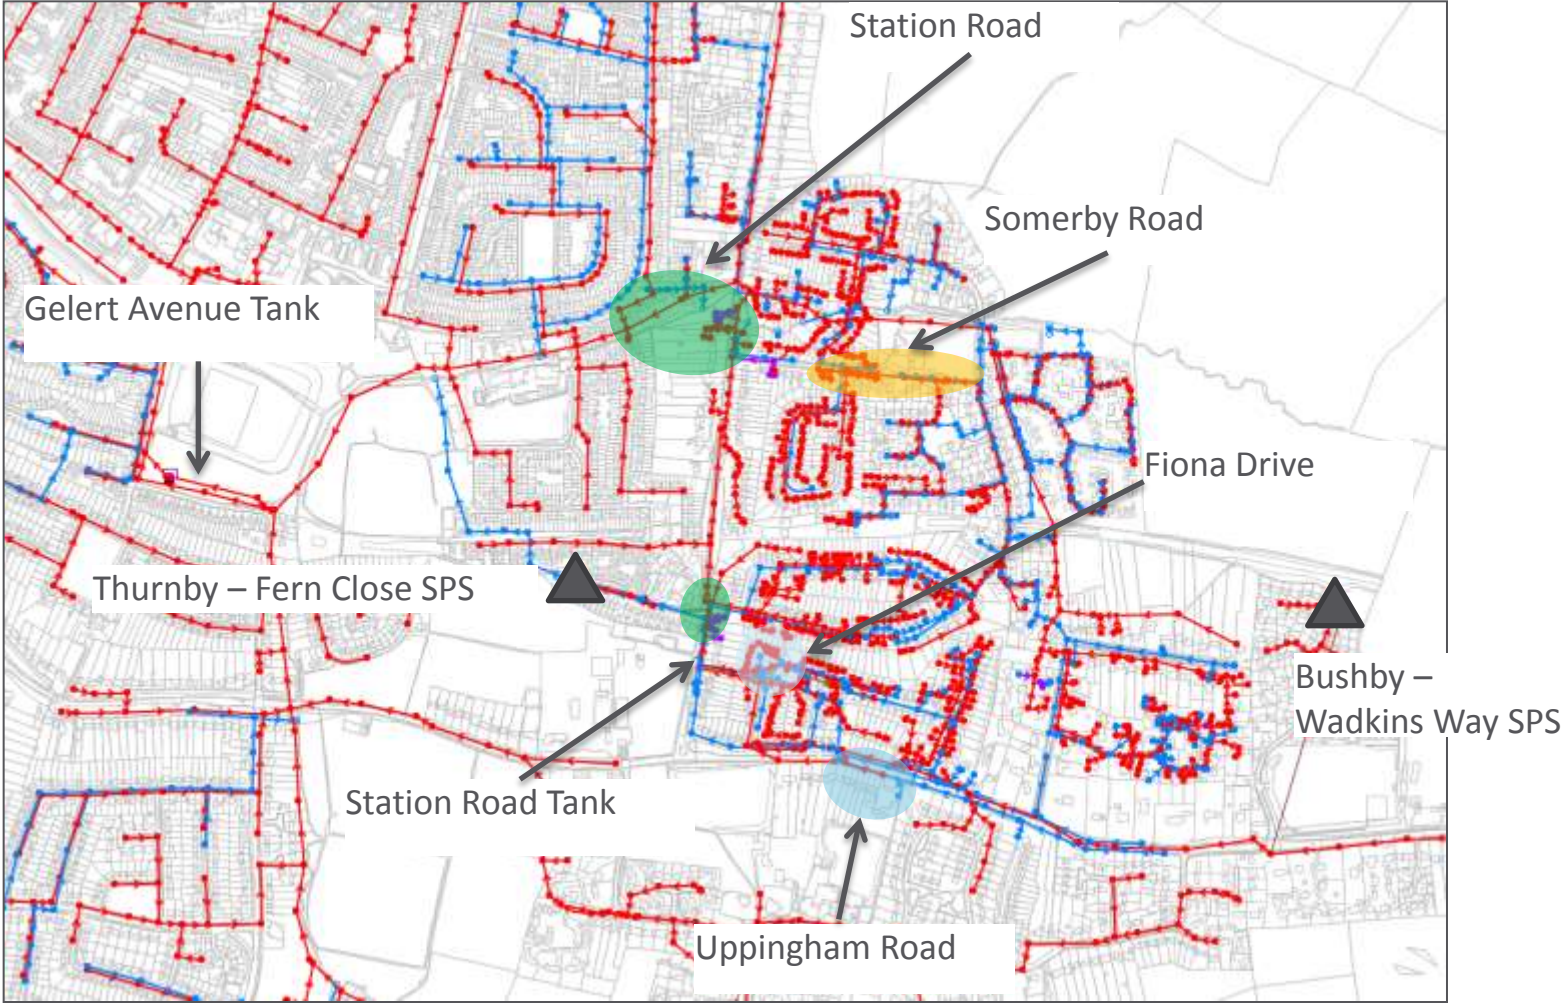 Station Road
Somerby Road
Gelert Avenue Tank
Fiona Drive
Thurnby – Fern Close SPS
Bushby –
Wadkins Way SPS
Station Road Tank
Uppingham Road